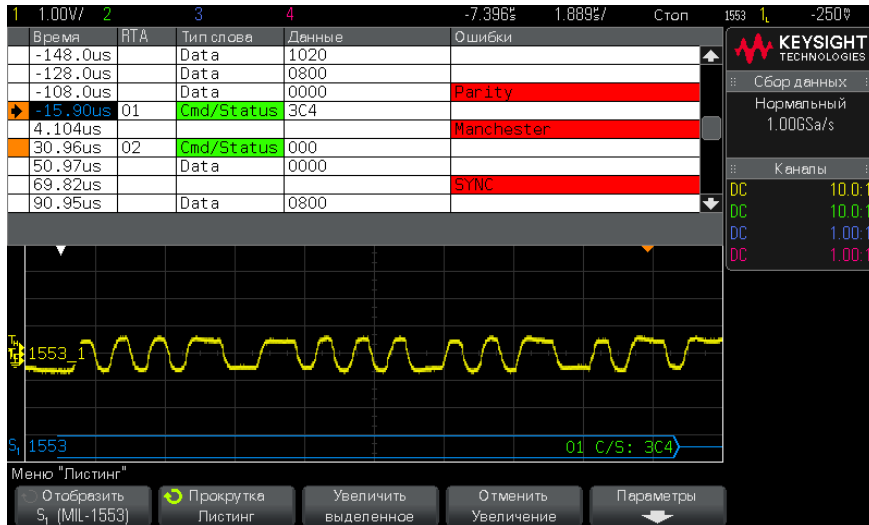 1 1.00V/ 2 3 4 -7.396s 1.889s/ Стоп 1553 1L -250V
Время RTA Тип слова Данные Ошибки
-148.0us Data 1020
-128.0us Data 0800
-108.0us Data 0000 Parity
-15.90us 01 Cmd/Status 3C4
4.104us Manchester
30.96us 02 Cmd/Status 000
50.97us Data 0000
69.82us SYNC
90.95us Data 0800
KEYSIGHT
TECHNOLOGIES
Сбор данных
Нормальный
1.00GSa/s
Каналы
DC 10.0:1
DC 10.0:1
DC 1.00:1
DC 1.00:1
1553_1
S1 1553 01 C/S: 3C4
Меню "Листинг"
Отобразить
S1 (MIL-1553)
Прокрутка
Листинг
Увеличить
выделенное
Отменить
Увеличение
Параметры